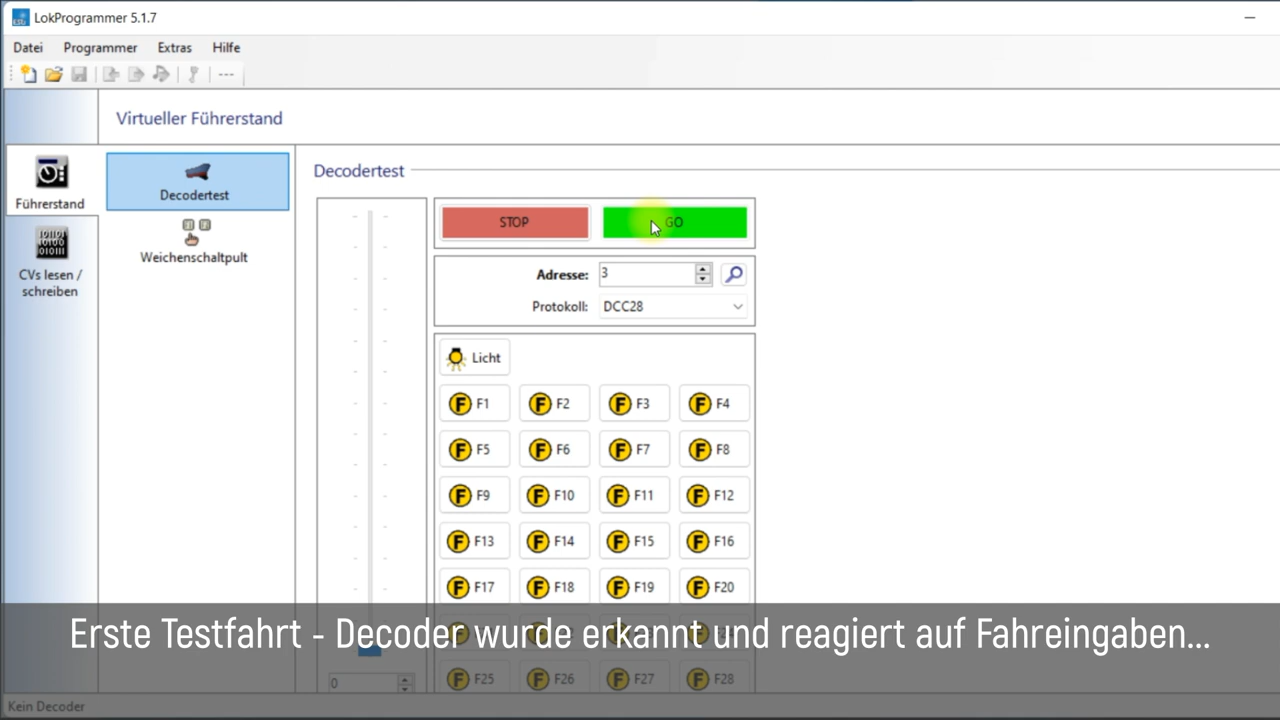 LokProgrammer 5.1.7
Datei Programmer Extras Hilfe
Virtueller Führerstand
Führerstand
CVs lesen /
schreiben
Decodertest
Weichenschaltpult
Decodertest
STOP GO
Adresse: 3
Protokoll: DCC28
Licht
F F1 F F2 F F3 F F4
F F5 F F6 F F7 F F8
F F9 F F10 F F11 F F12
F F13 F F14 F F15 F F16
F F17 F F18 F F19 F F20
Erste Testfahrt - Decoder wurde erkannt und reagiert auf Fahreingaben...
0
F F25 F F26 F F27 F F28
Kein Decoder